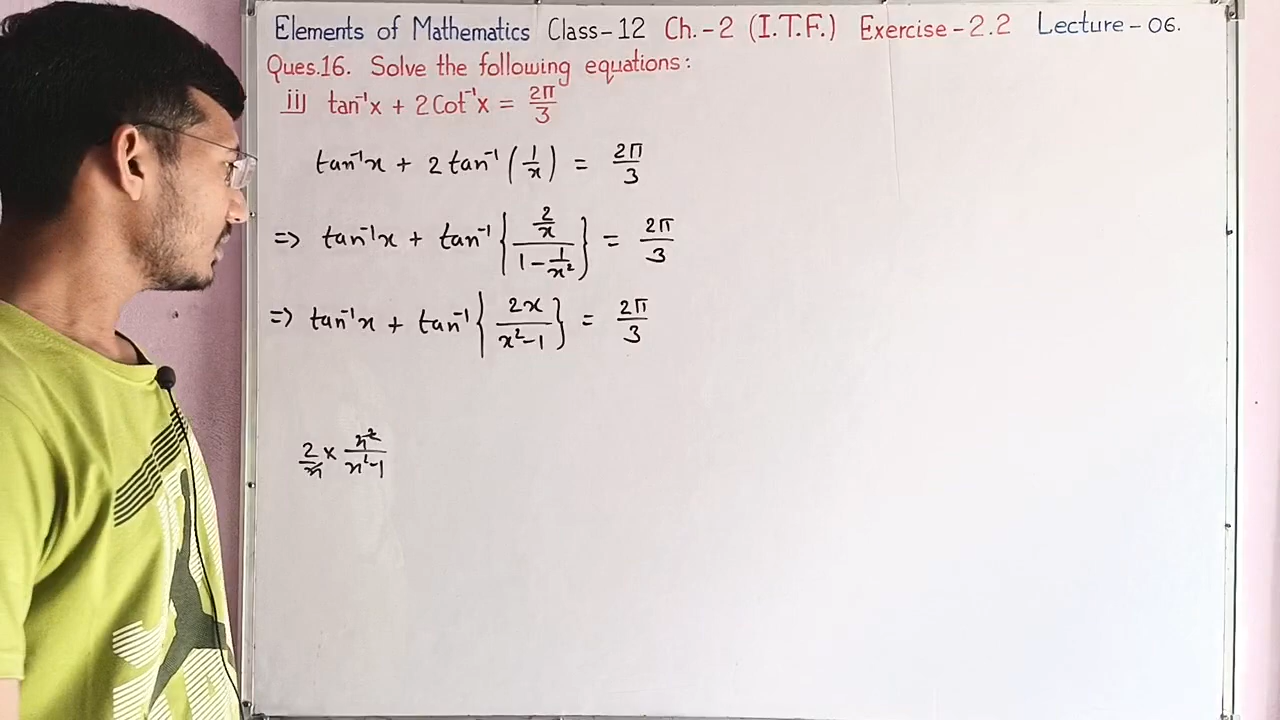 Elements of Mathematics Class-12 Ch.-2 (I.T.F.) Exercise-2.2 Lecture-06.
Ques.16. Solve the following equations:
ii) tan⁻¹x + 2Cot⁻¹x = 2π/3
tan⁻¹x + 2 tan⁻¹ (1/x) = 2π/3
=> tan⁻¹x + tan⁻¹ { (2/x) / (1 - 1/x²) } = 2π/3
=> tan⁻¹x + tan⁻¹ { 2x / (x²-1) } = 2π/3
2/x × x²/(x²-1)